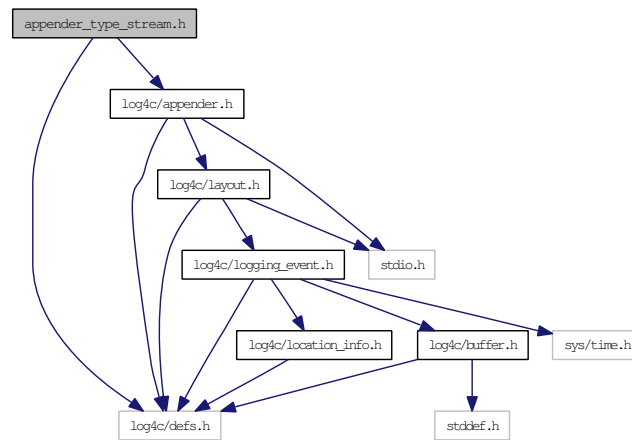 appender_type_stream.h
log4c/appender.h
log4c/layout.h
log4c/logging_event.h
stdio.h
log4c/location_info.h
log4c/buffer.h
sys/time.h
log4c/defs.h
stddef.h